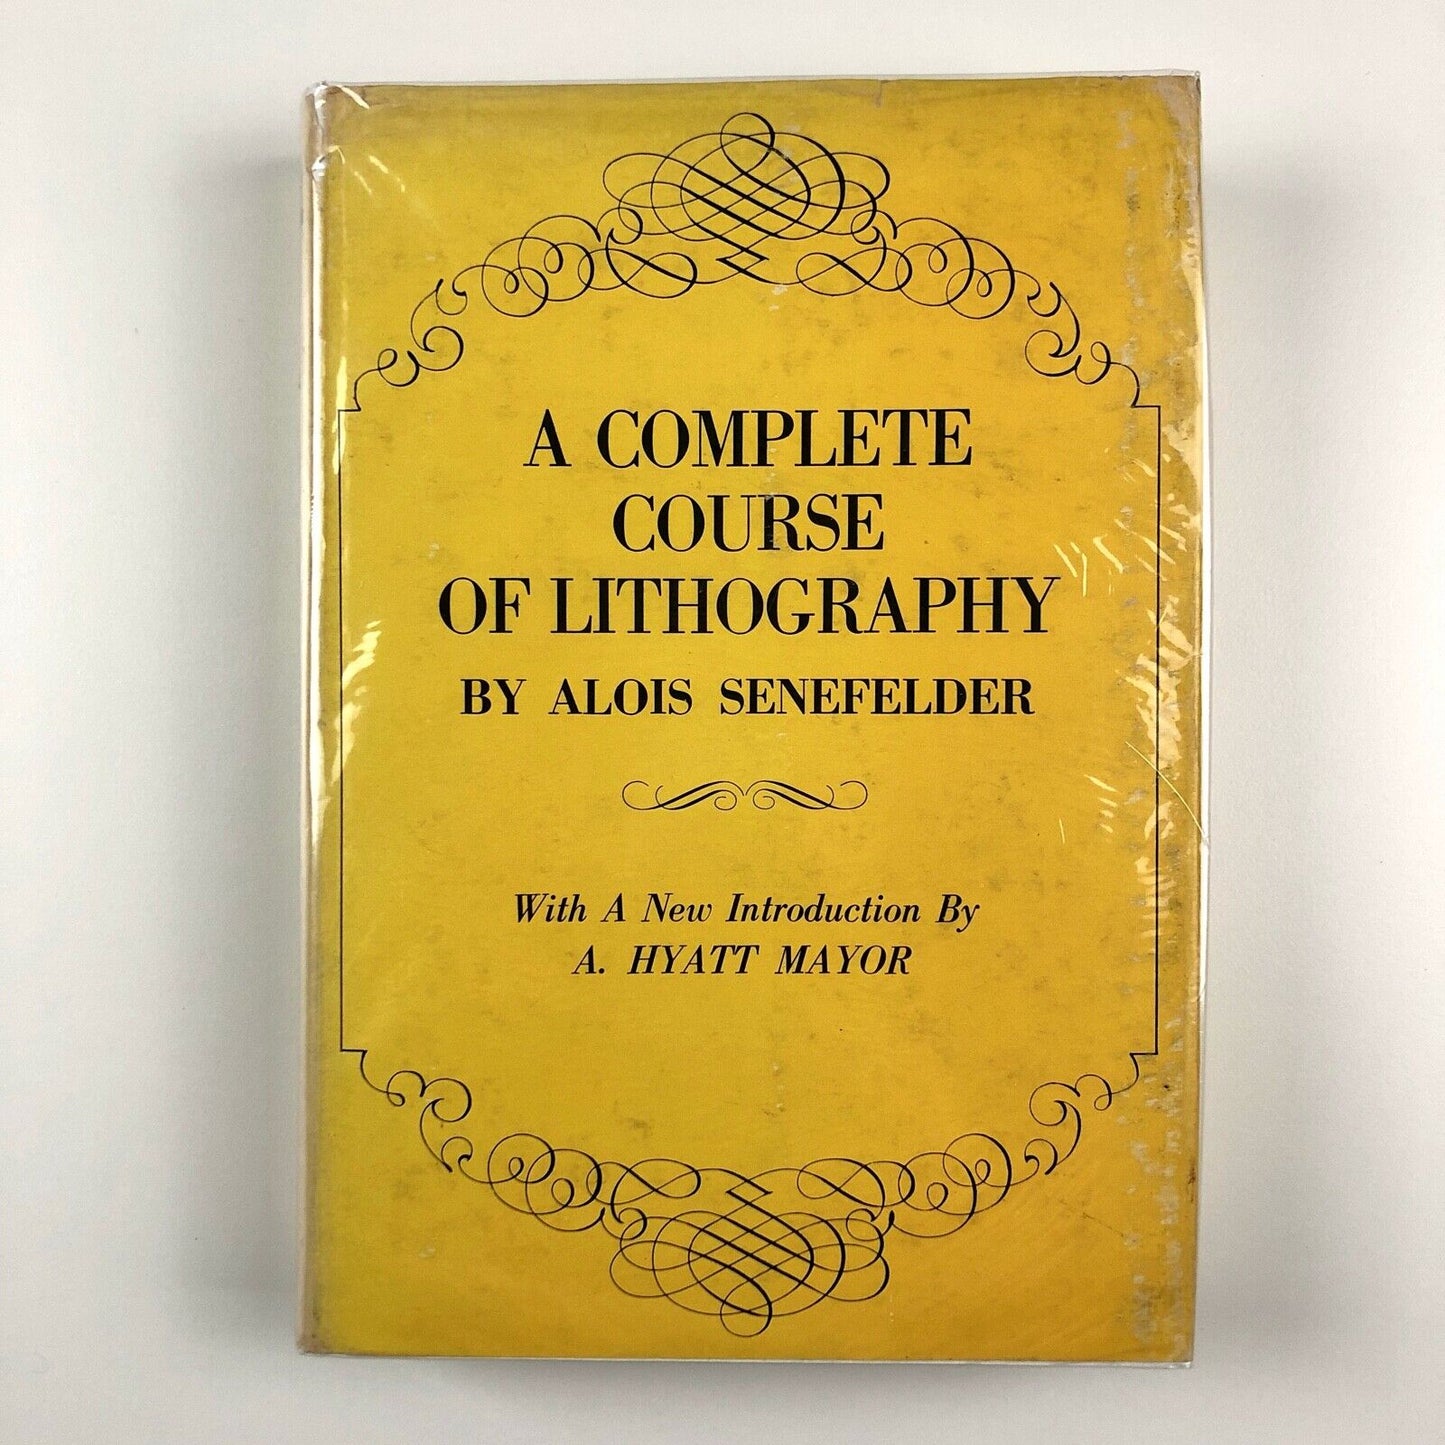 A COMPLETE
COURSE
OF LITHOGRAPHY
BY ALOIS SENEFELDER
With A New Introduction By
A. HYATT MAYOR